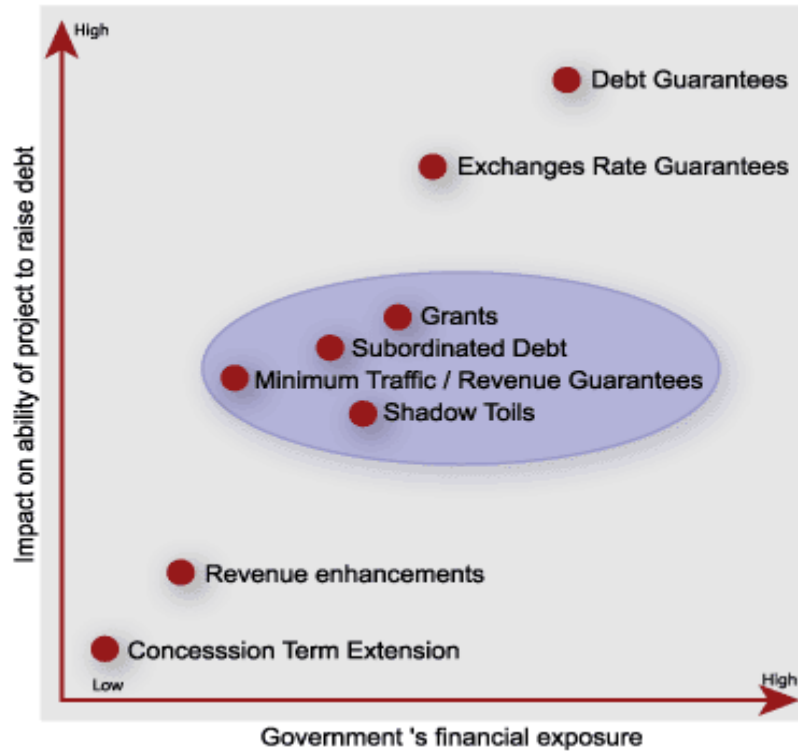 High
Debt Guarantees
Exchanges Rate Guarantees
Impact on ability of project to raise debt
Grants
Subordinated Debt
Minimum Traffic / Revenue Guarantees
Shadow Toils
Revenue enhancements
Concesssion Term Extension
Low
High
Government 's financial exposure